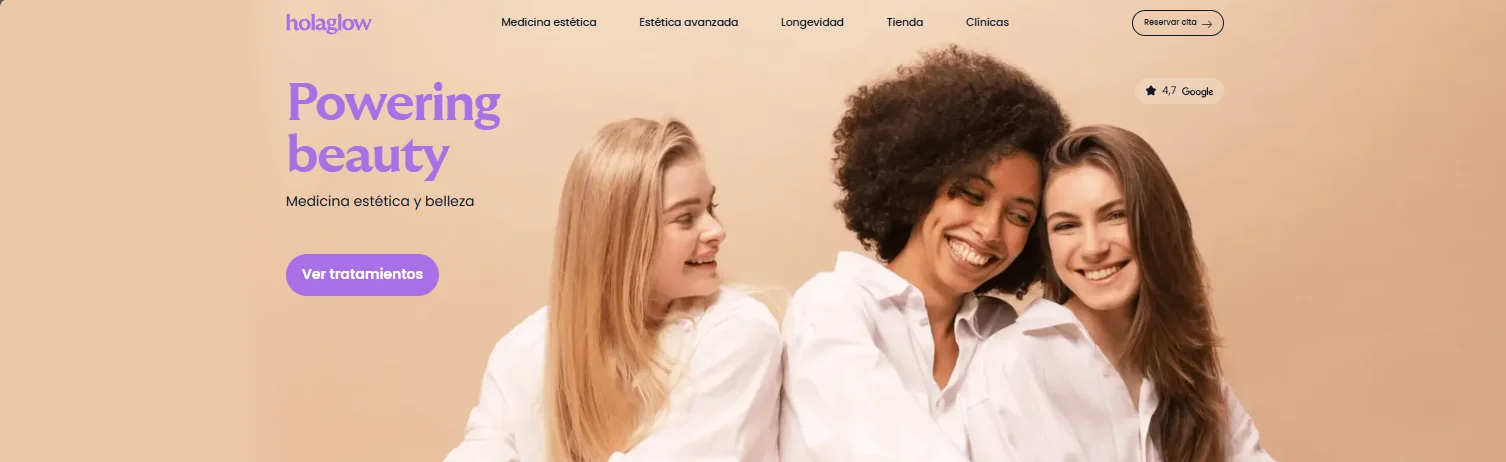 holaglow
Medicina estética
Estética avanzada
Longevidad
Tienda
Clínicas
Reservar cita →
Powering
beauty
★ 4,7 Google
Medicina estética y belleza
Ver tratamientos